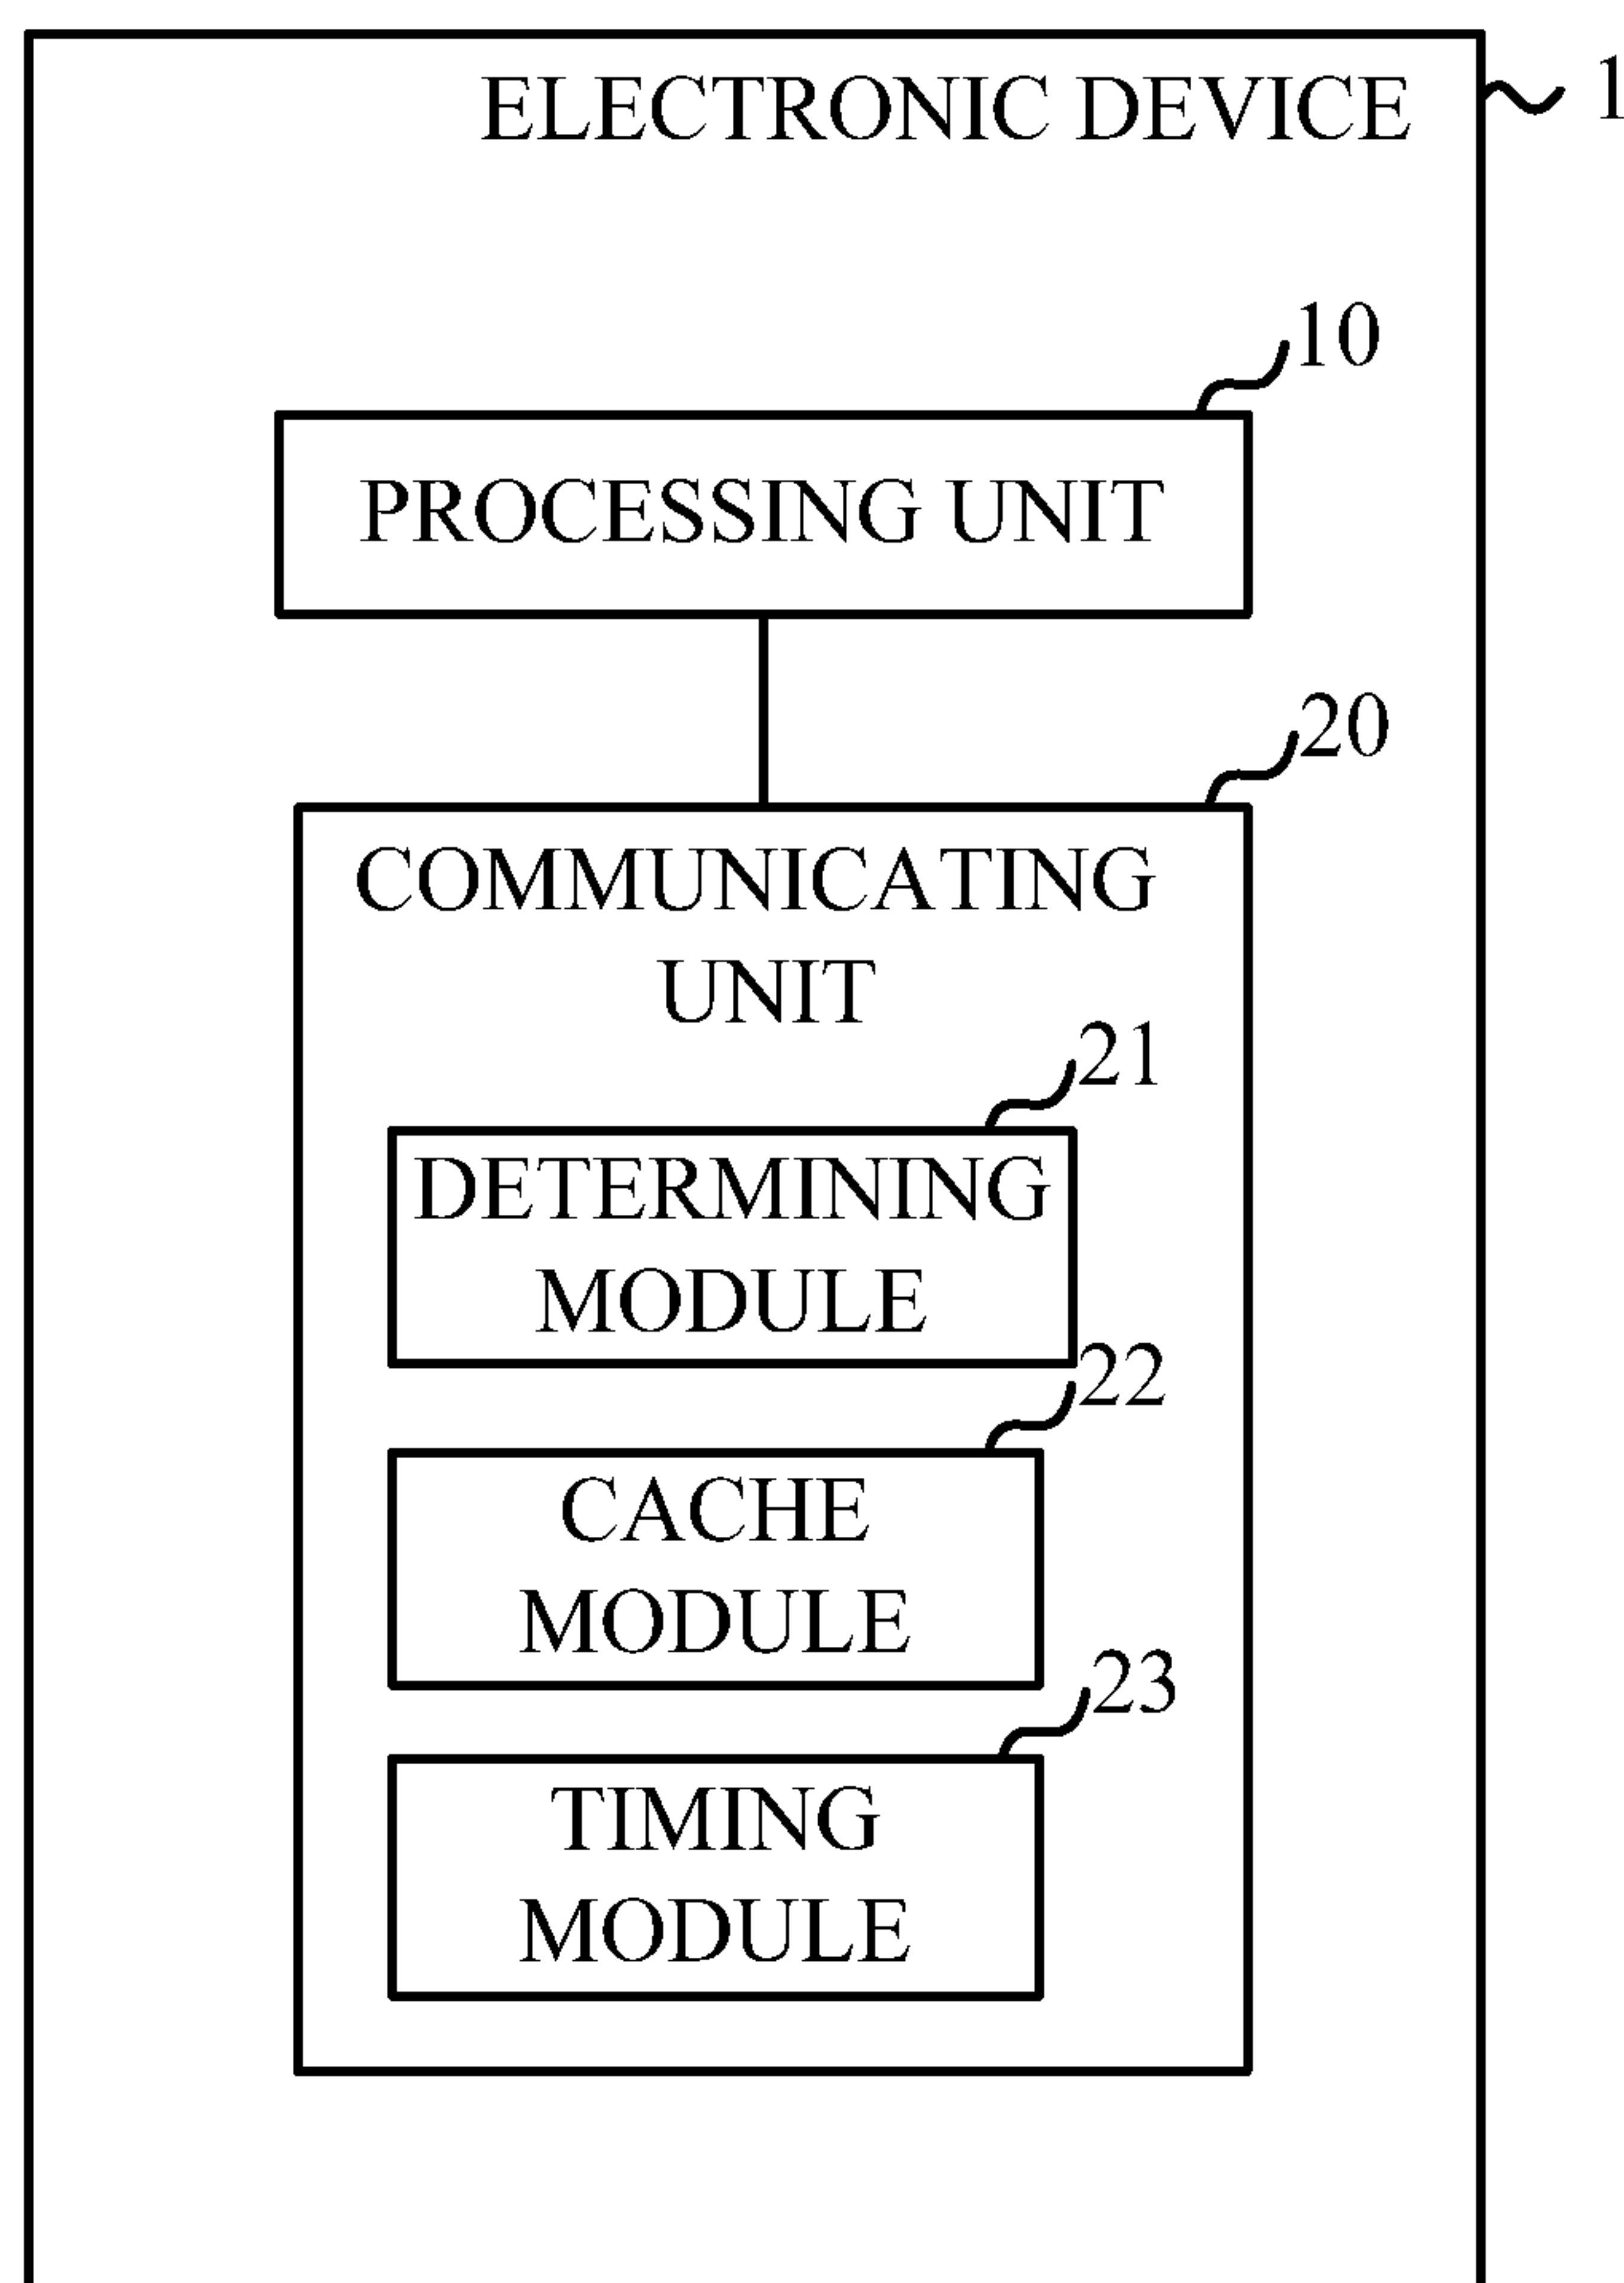 ELECTRONIC DEVICE
1
10
PROCESSING UNIT
20
COMMUNICATING
UNIT
21
DETERMINING
MODULE
22
CACHE
MODULE
23
TIMING
MODULE